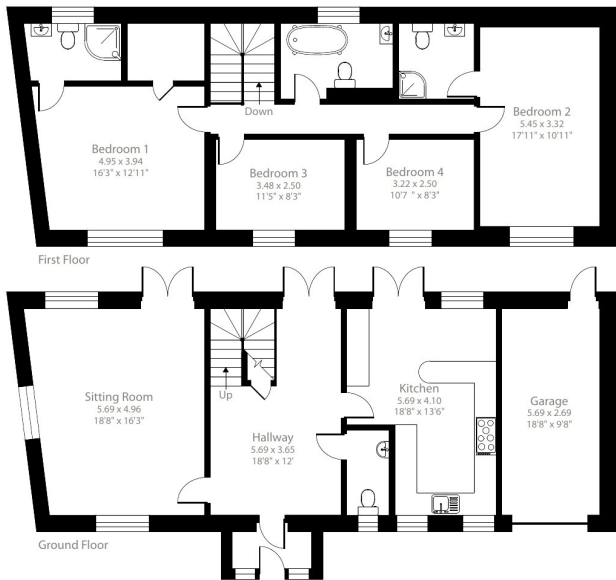 Down
Bedroom 1
4.95 x 3.94
16'3" x 12'11"
Bedroom 2
5.45 x 3.32
17'11" x 10'11"
Bedroom 3
3.48 x 2.50
11'5" x 8'3"
Bedroom 4
3.22 x 2.50
10'7 " x 8'3"
First Floor
Sitting Room
5.69 x 4.96
18'8" x 16'3"
Up
Hallway
5.69 x 3.65
18'8" x 12'
Kitchen
5.69 x 4.10
18'8" x 13'6"
Garage
5.69 x 2.69
18'8" x 9'8"
Ground Floor